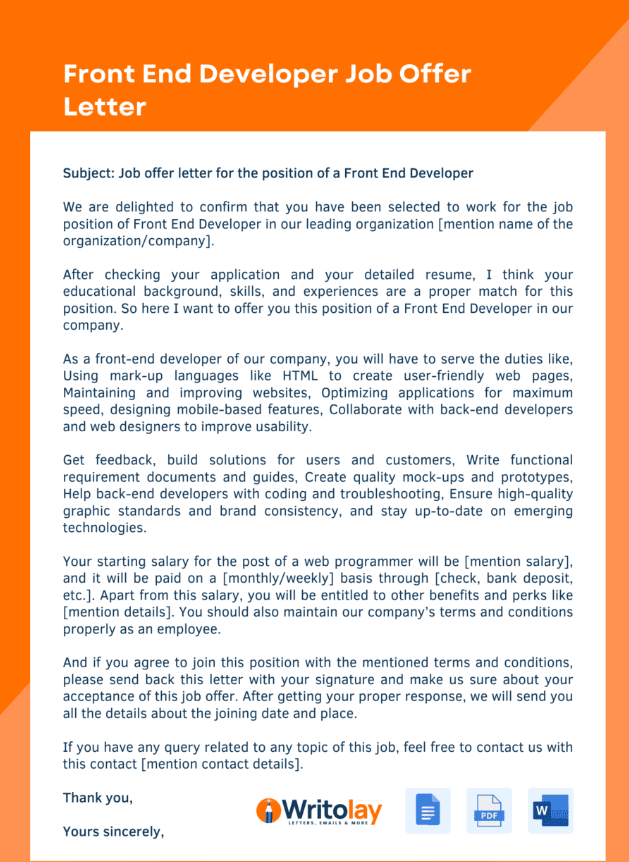 Front End Developer Job Offer
Letter
Subject: Job offer letter for the position of a Front End Developer
We are delighted to confirm that you have been selected to work for the job
position of Front End Developer in our leading organization [mention name of the
organization/company].
After checking your application and your detailed resume, I think your
educational background, skills, and experiences are a proper match for this
position. So here I want to offer you this position of a Front End Developer in our
company.
As a front-end developer of our company, you will have to serve the duties like,
Using mark-up languages like HTML to create user-friendly web pages,
Maintaining and improving websites, Optimizing applications for maximum
speed, designing mobile-based features, Collaborate with back-end developers
and web designers to improve usability.
Get feedback, build solutions for users and customers, Write functional
requirement documents and guides, Create quality mock-ups and prototypes,
Help back-end developers with coding and troubleshooting, Ensure high-quality
graphic standards and brand consistency, and stay up-to-date on emerging
technologies.
Your starting salary for the post of a web programmer will be [mention salary],
and it will be paid on a [monthly/weekly] basis through [check, bank deposit,
etc.]. Apart from this salary, you will be entitled to other benefits and perks like
[mention details]. You should also maintain our company's terms and conditions
properly as an employee.
And if you agree to join this position with the mentioned terms and conditions,
please send back this letter with your signature and make us sure about your
acceptance of this job offer. After getting your proper response, we will send you
all the details about the joining date and place.
If you have any query related to any topic of this job, feel free to contact us with
this contact [mention contact details].
Thank you,
Yours sincerely,
Writolay
LETTERS, EMAILS & MORE
PDF
W